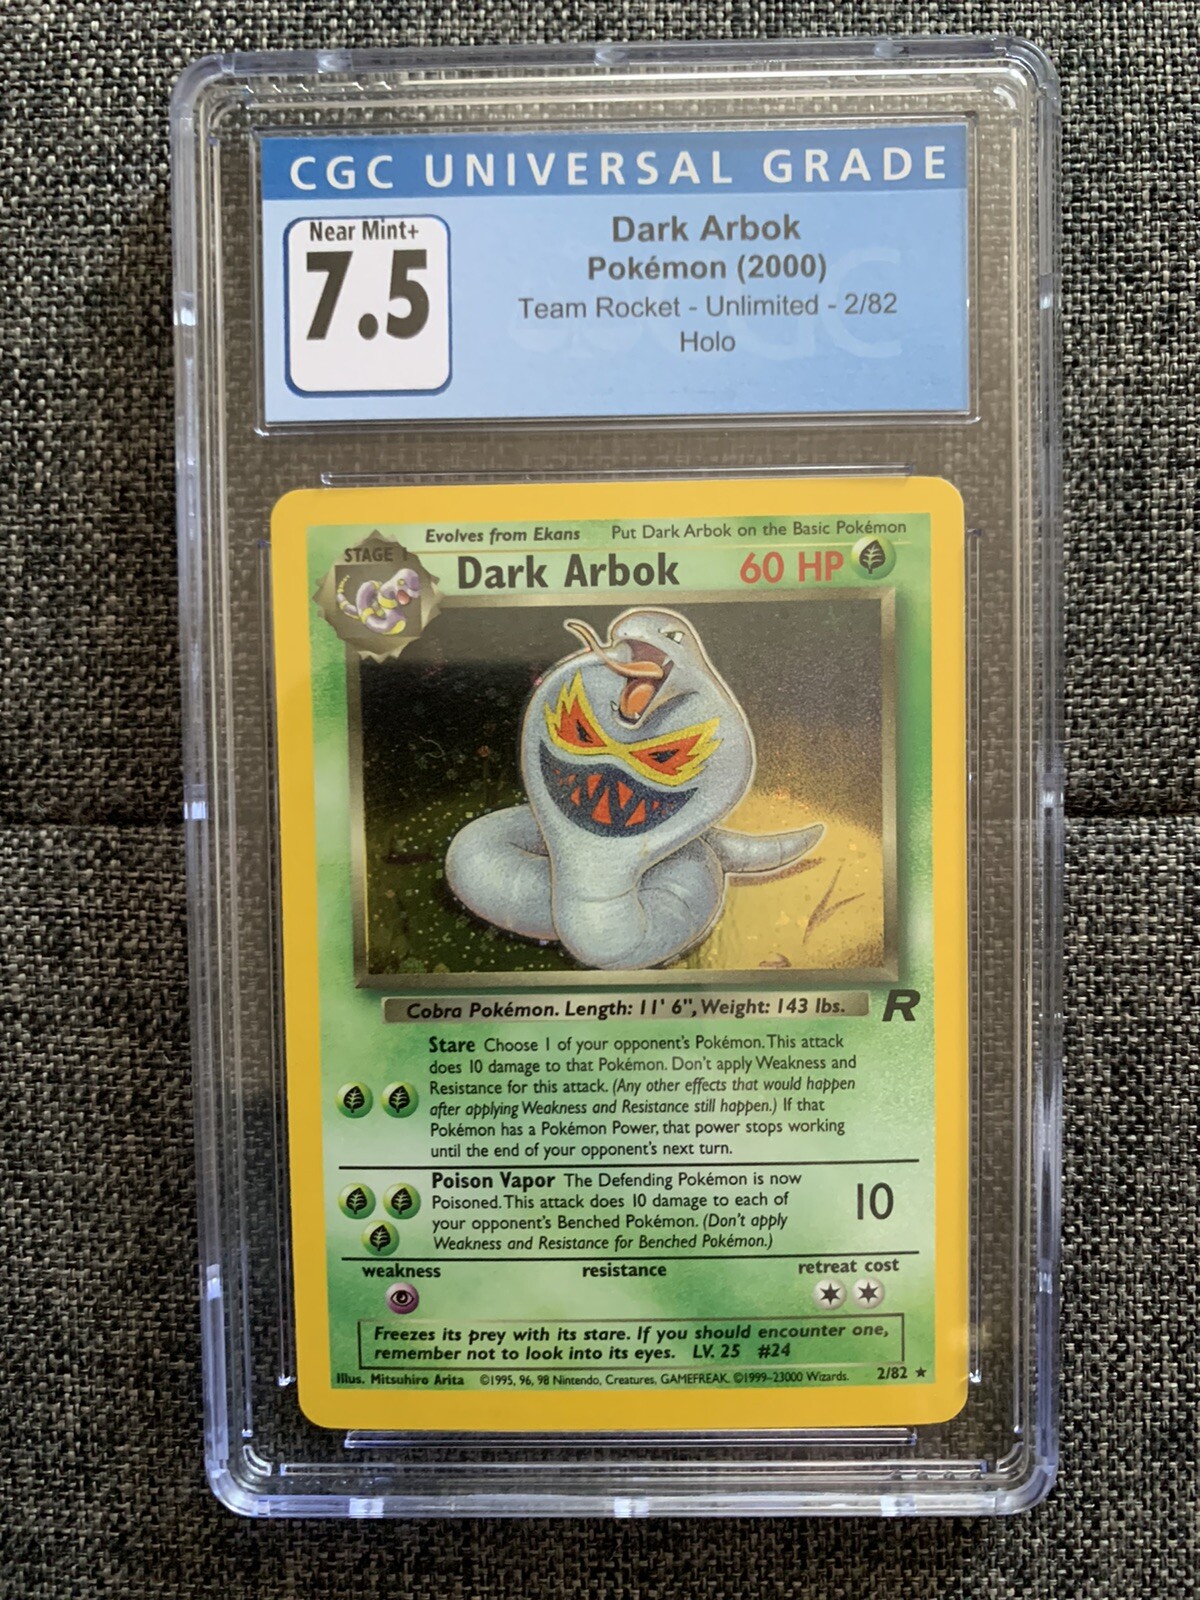 CGC UNIVERSAL GRADE
Near Mint+
7.5
Dark Arbok
Pokémon (2000)
Team Rocket - Unlimited - 2/82
Holo
Evolves from Ekans Put Dark Arbok on the Basic Pokémon
STAGE 1
Dark Arbok 60 HP
Cobra Pokémon. Length: 11' 6", Weight: 143 lbs.
R
Stare Choose 1 of your opponent's Pokémon. This attack
does 10 damage to that Pokémon. Don't apply Weakness and
Resistance for this attack. (Any other effects that would happen
after applying Weakness and Resistance still happen.) If that
Pokémon has a Pokémon Power, that power stops working
until the end of your opponent's next turn.
Poison Vapor The Defending Pokémon is now
Poisoned. This attack does 10 damage to each of
your opponent's Benched Pokémon. (Don't apply
Weakness and Resistance for Benched Pokémon.)
10
weakness resistance retreat cost
Freezes its prey with its stare. If you should encounter one,
remember not to look into its eyes. LV. 25 #24
Illus. Mitsuhiro Arita ©1995, 96, 98 Nintendo, Creatures, GAMEFREAK. ©1999-23000 Wizards. 2/82 ★